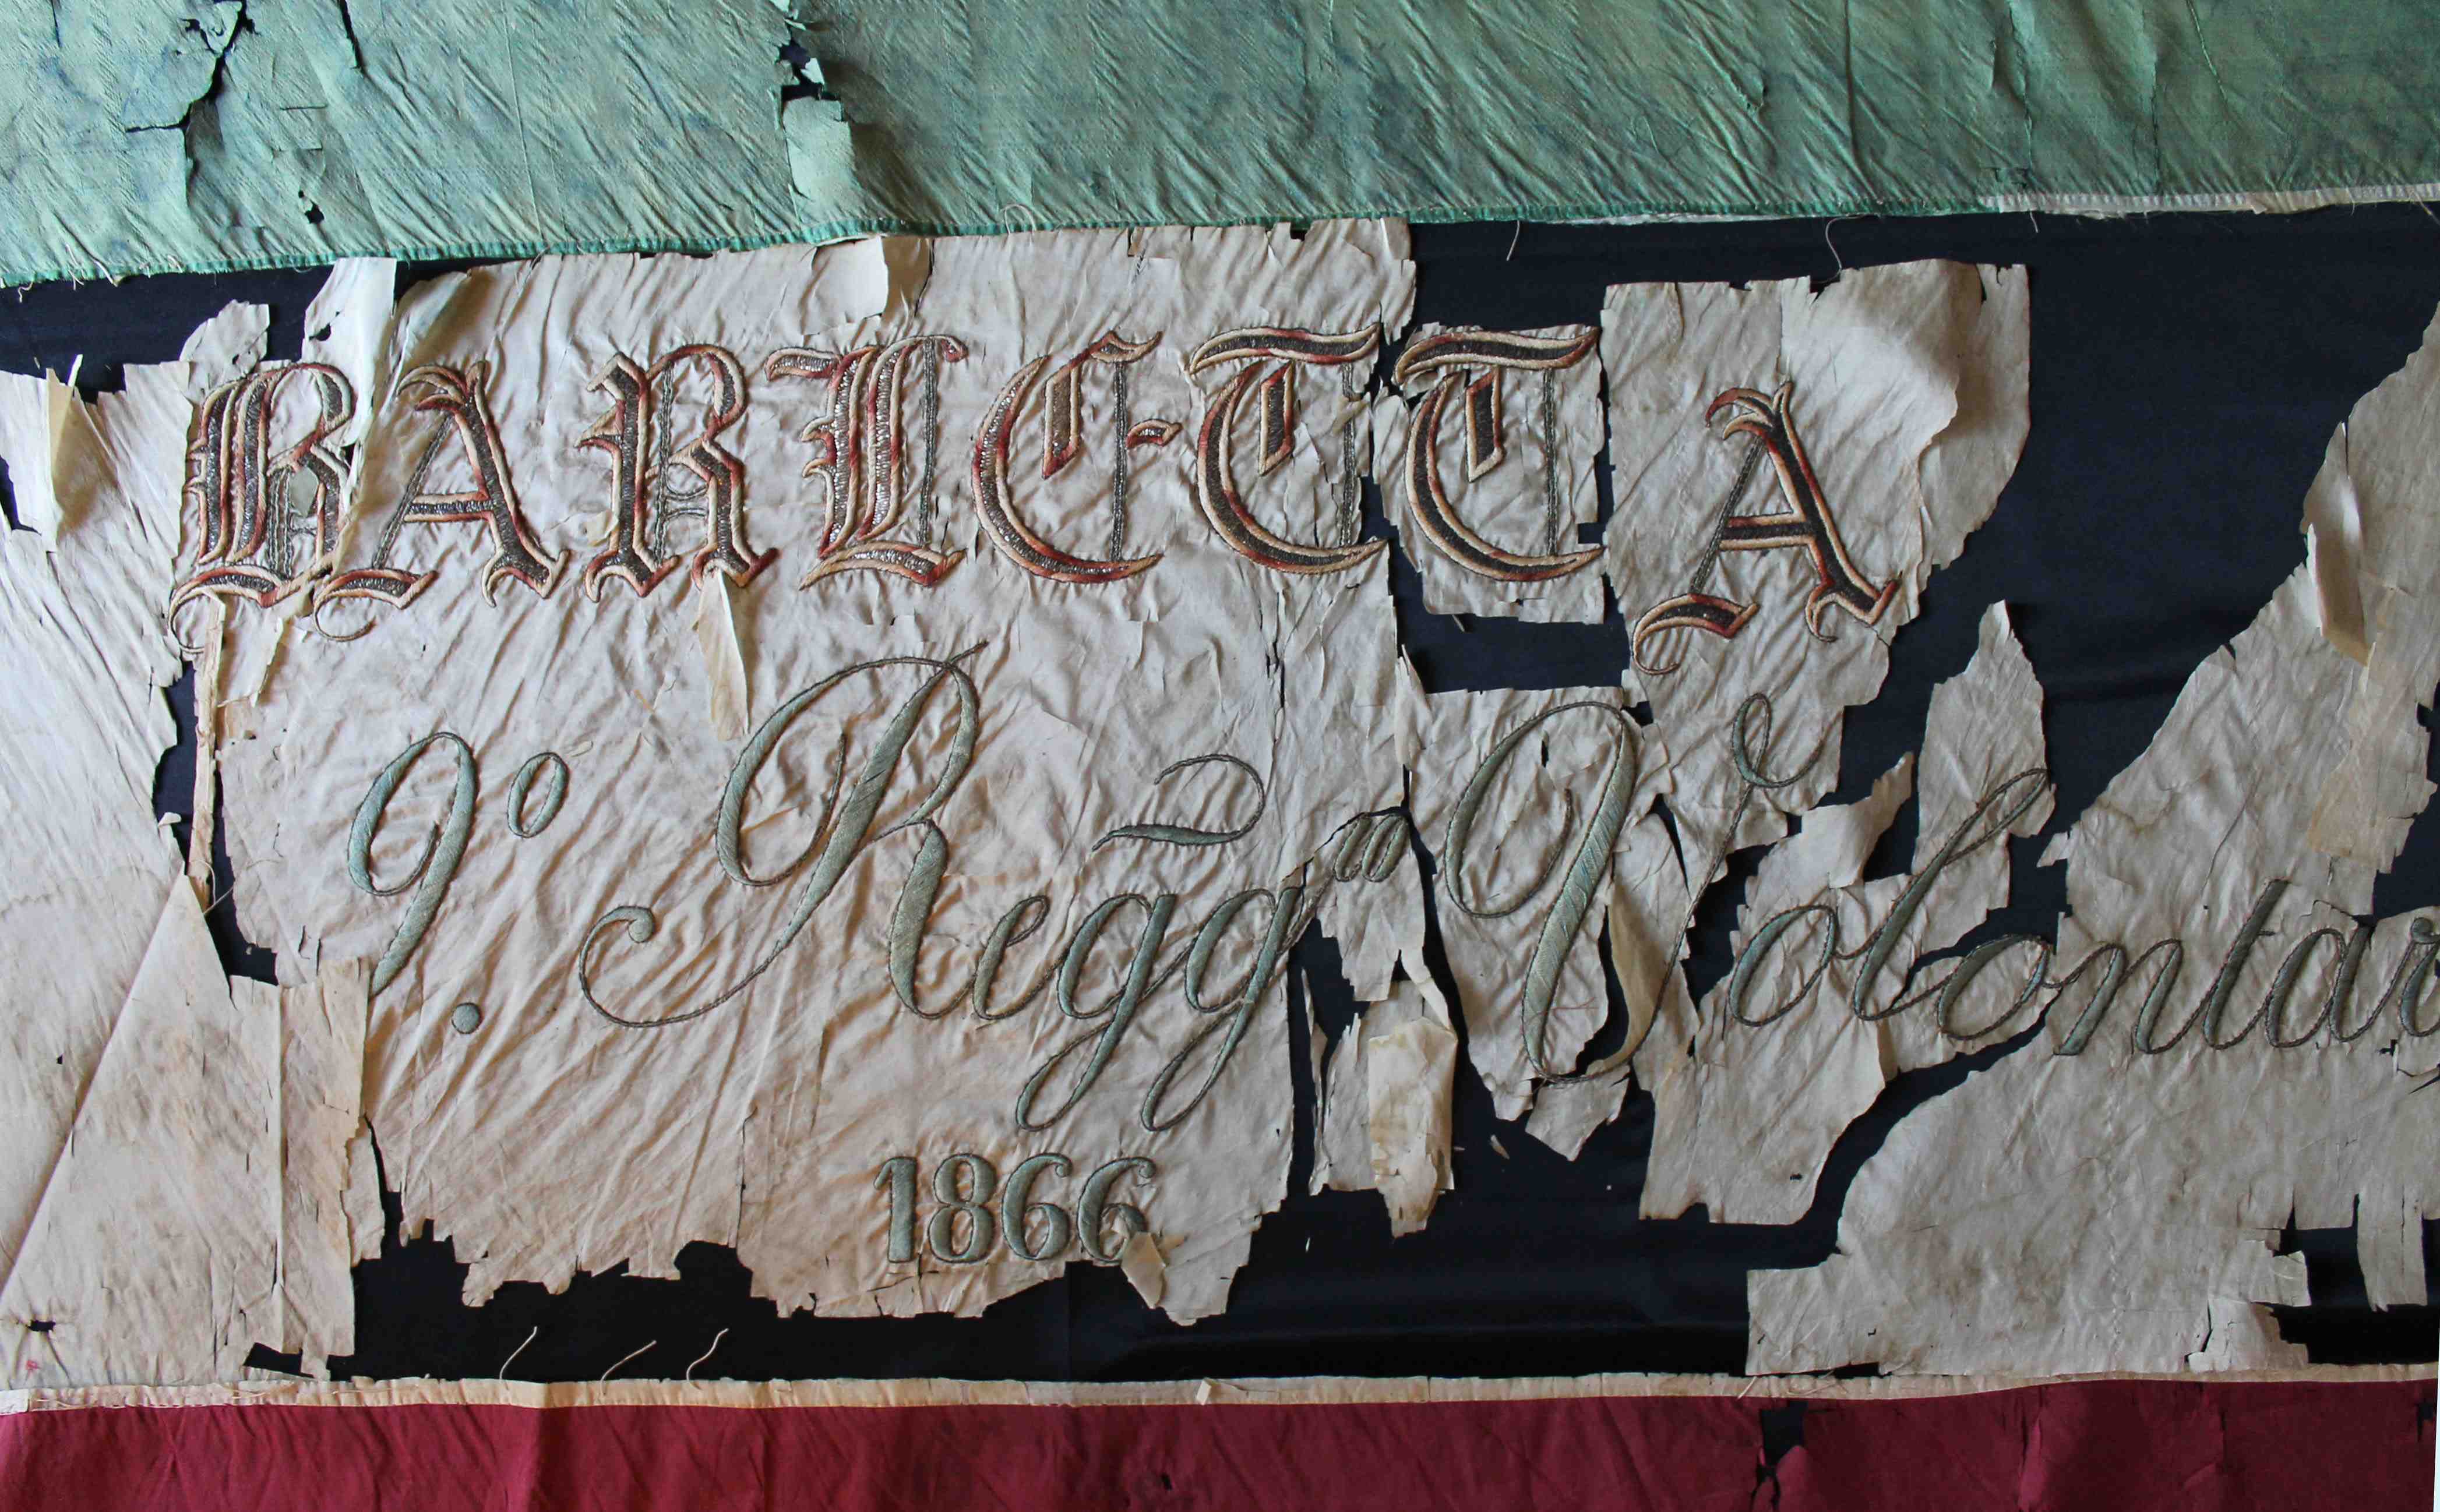 BARLETTA
9.º Regg̃ᵗᵒ Volontar
1866